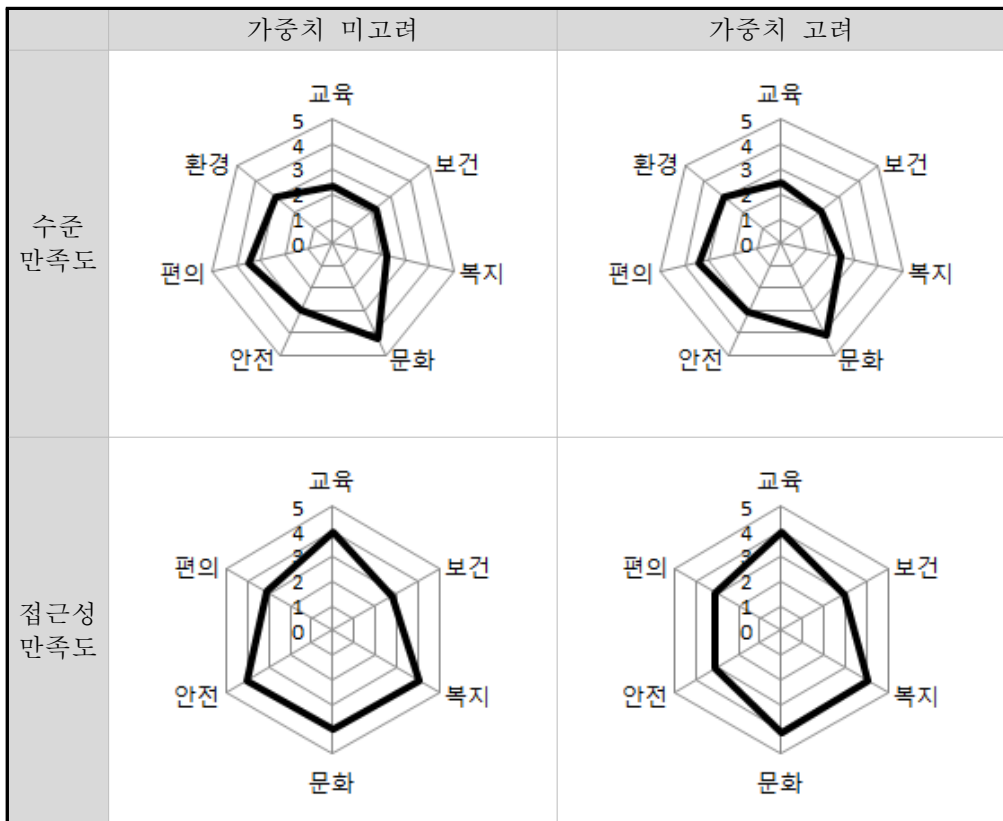 가중치 미고려
가중치 고려
수준
만족도
교육
보건
복지
문화
안전
편의
환경
5
4
3
2
1
0
교육
보건
복지
문화
안전
편의
환경
5
4
3
2
1
0
접근성
만족도
교육
보건
복지
문화
안전
편의
5
4
3
2
1
0
교육
보건
복지
문화
안전
편의
5
4
3
2
1
0